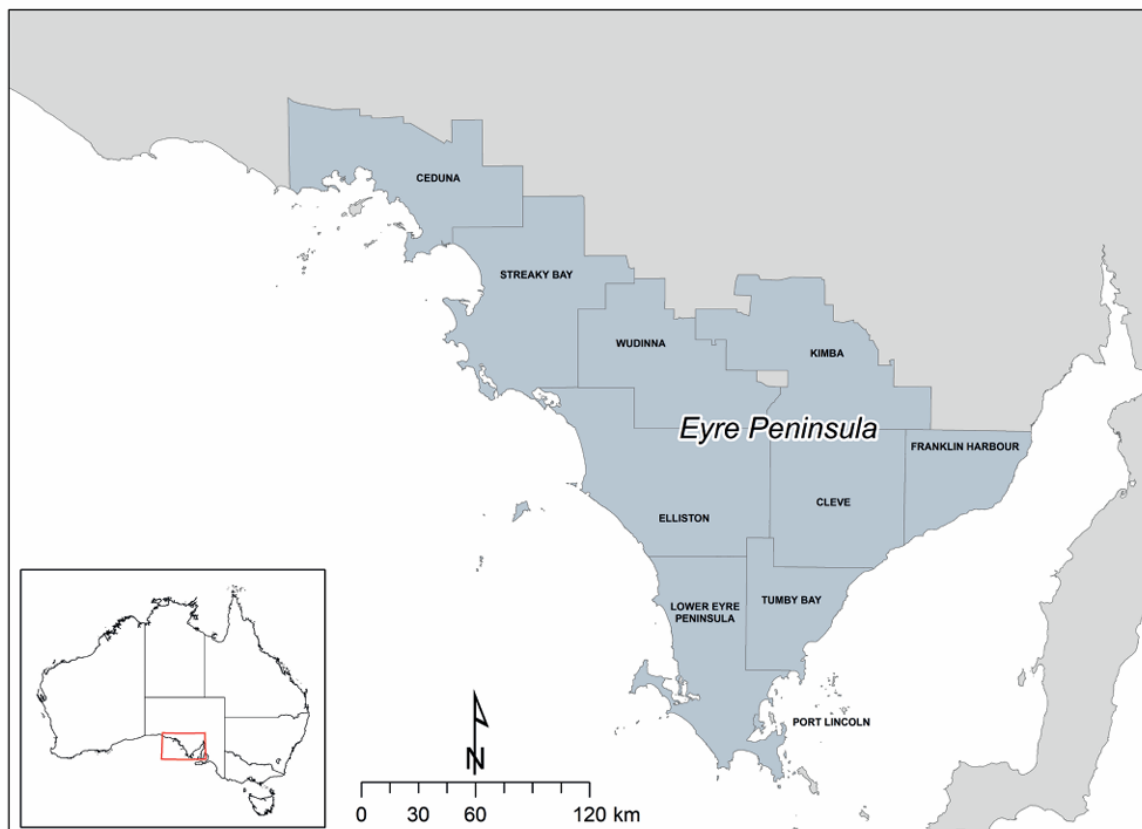 CEDUNA
STREAKY BAY
WUDINNA
KIMBA
Eyre Peninsula
FRANKLIN HARBOUR
CLEVE
ELLISTON
TUMBY BAY
LOWER EYRE
PENINSULA
PORT LINCOLN
N
0 30 60 120 km